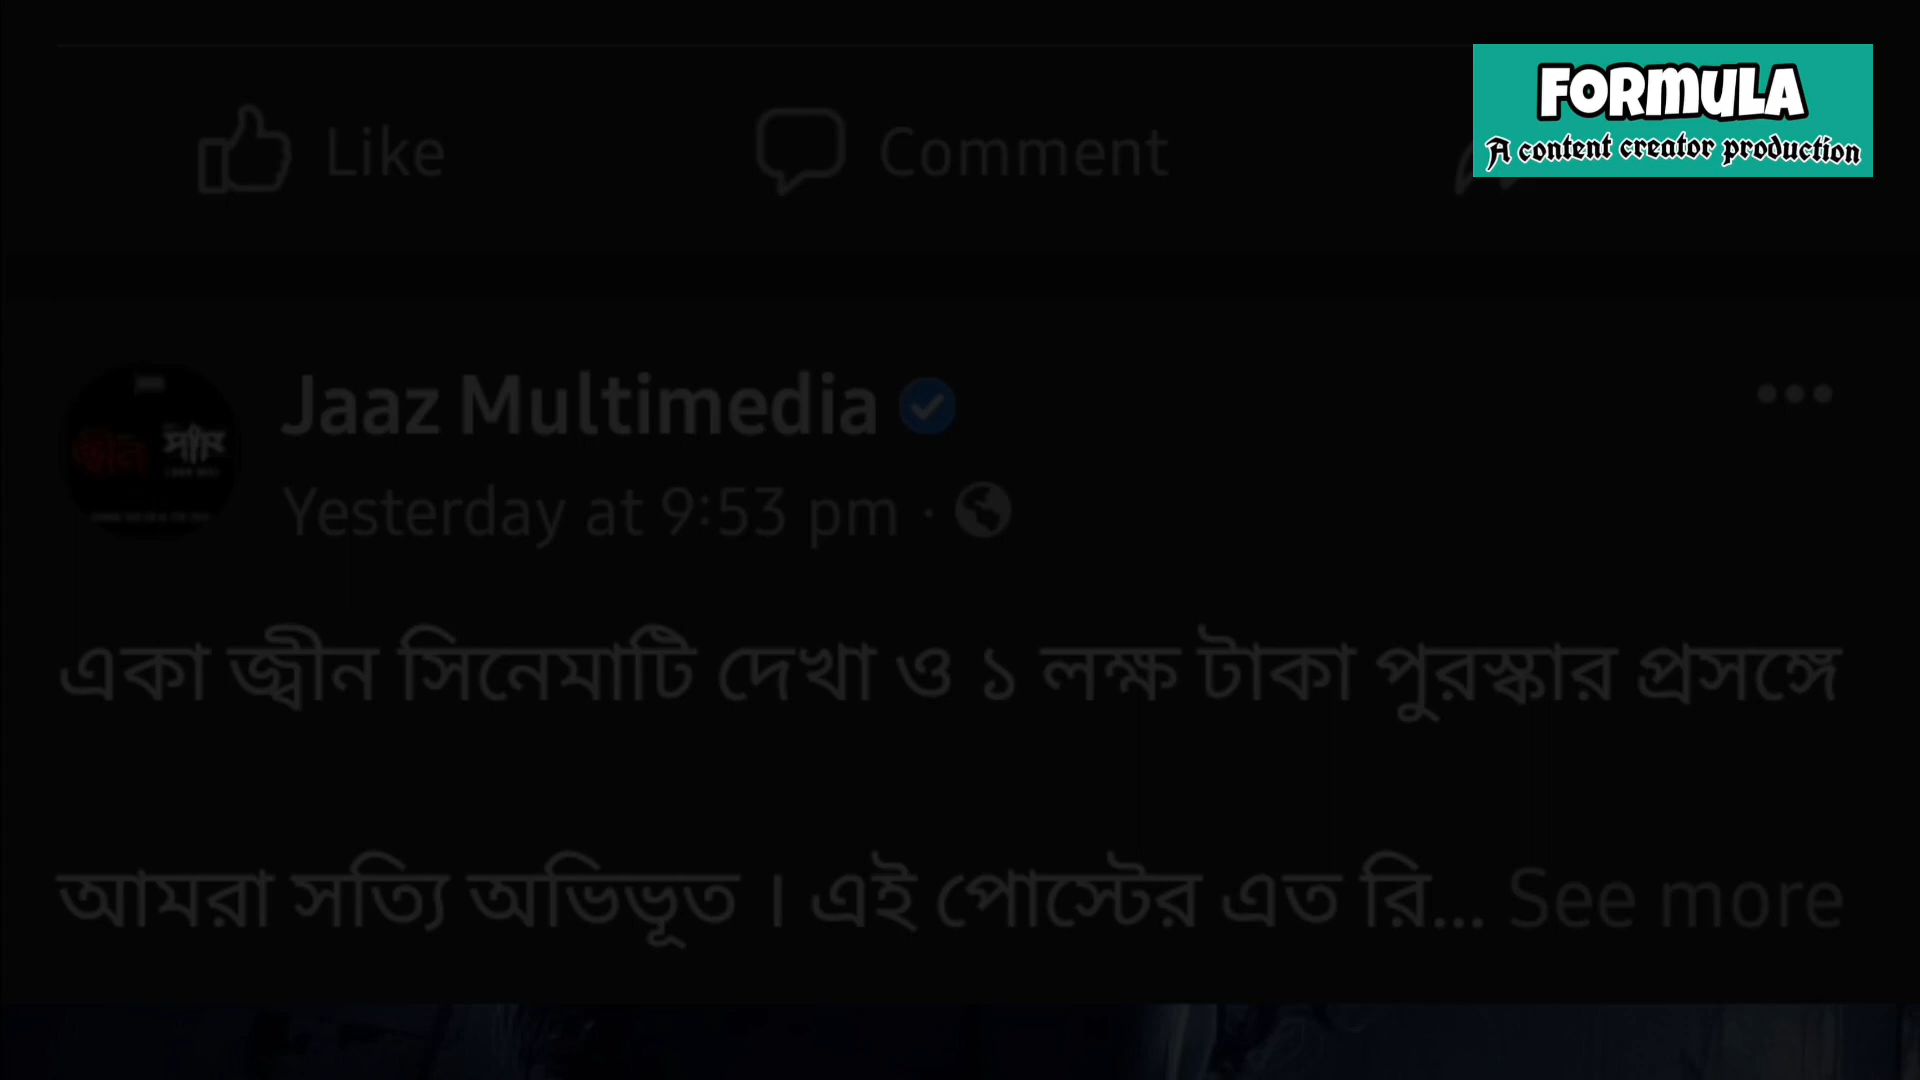 FORMULA
A content creator production
Like
Comment
Jaaz Multimedia
Yesterday at 9:53 pm ·
একা জ্বীন সিনেমাটি দেখা ও ১ লক্ষ টাকা পুরস্কার প্রসঙ্গে
আমরা সত্যি অভিভূত । এই পোস্টের এত রি... See more